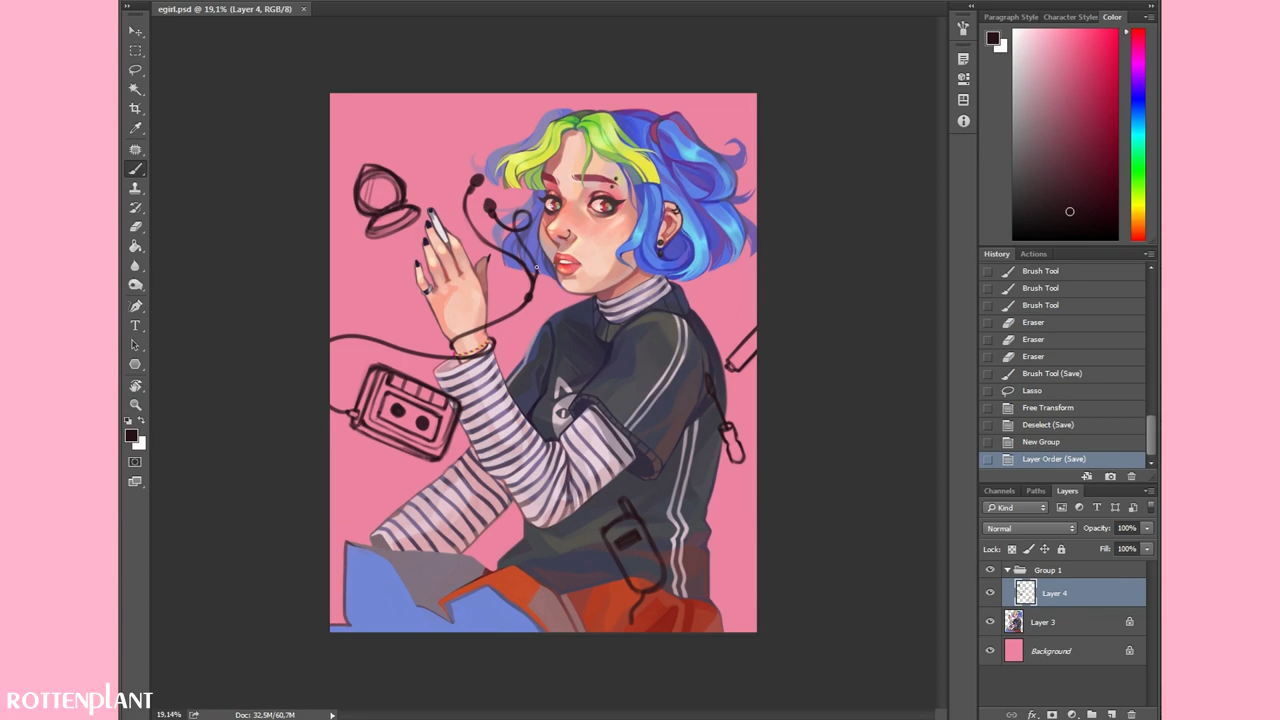 egirl.psd @ 19,1% (Layer 4, RGB/8) ×
Paragraph Style Character Styles Color
History Actions
Brush Tool
Brush Tool
Brush Tool
Eraser
Eraser
Eraser
Brush Tool (Save)
Lasso
Free Transform
Deselect (Save)
New Group
Layer Order (Save)
Channels Paths Layers
Kind
Normal Opacity: 100%
Lock: Fill: 100%
Group 1
Layer 4
Layer 3
Background
fx
19,14% Doc: 32,5M/60,7M
ROTTENPLANT